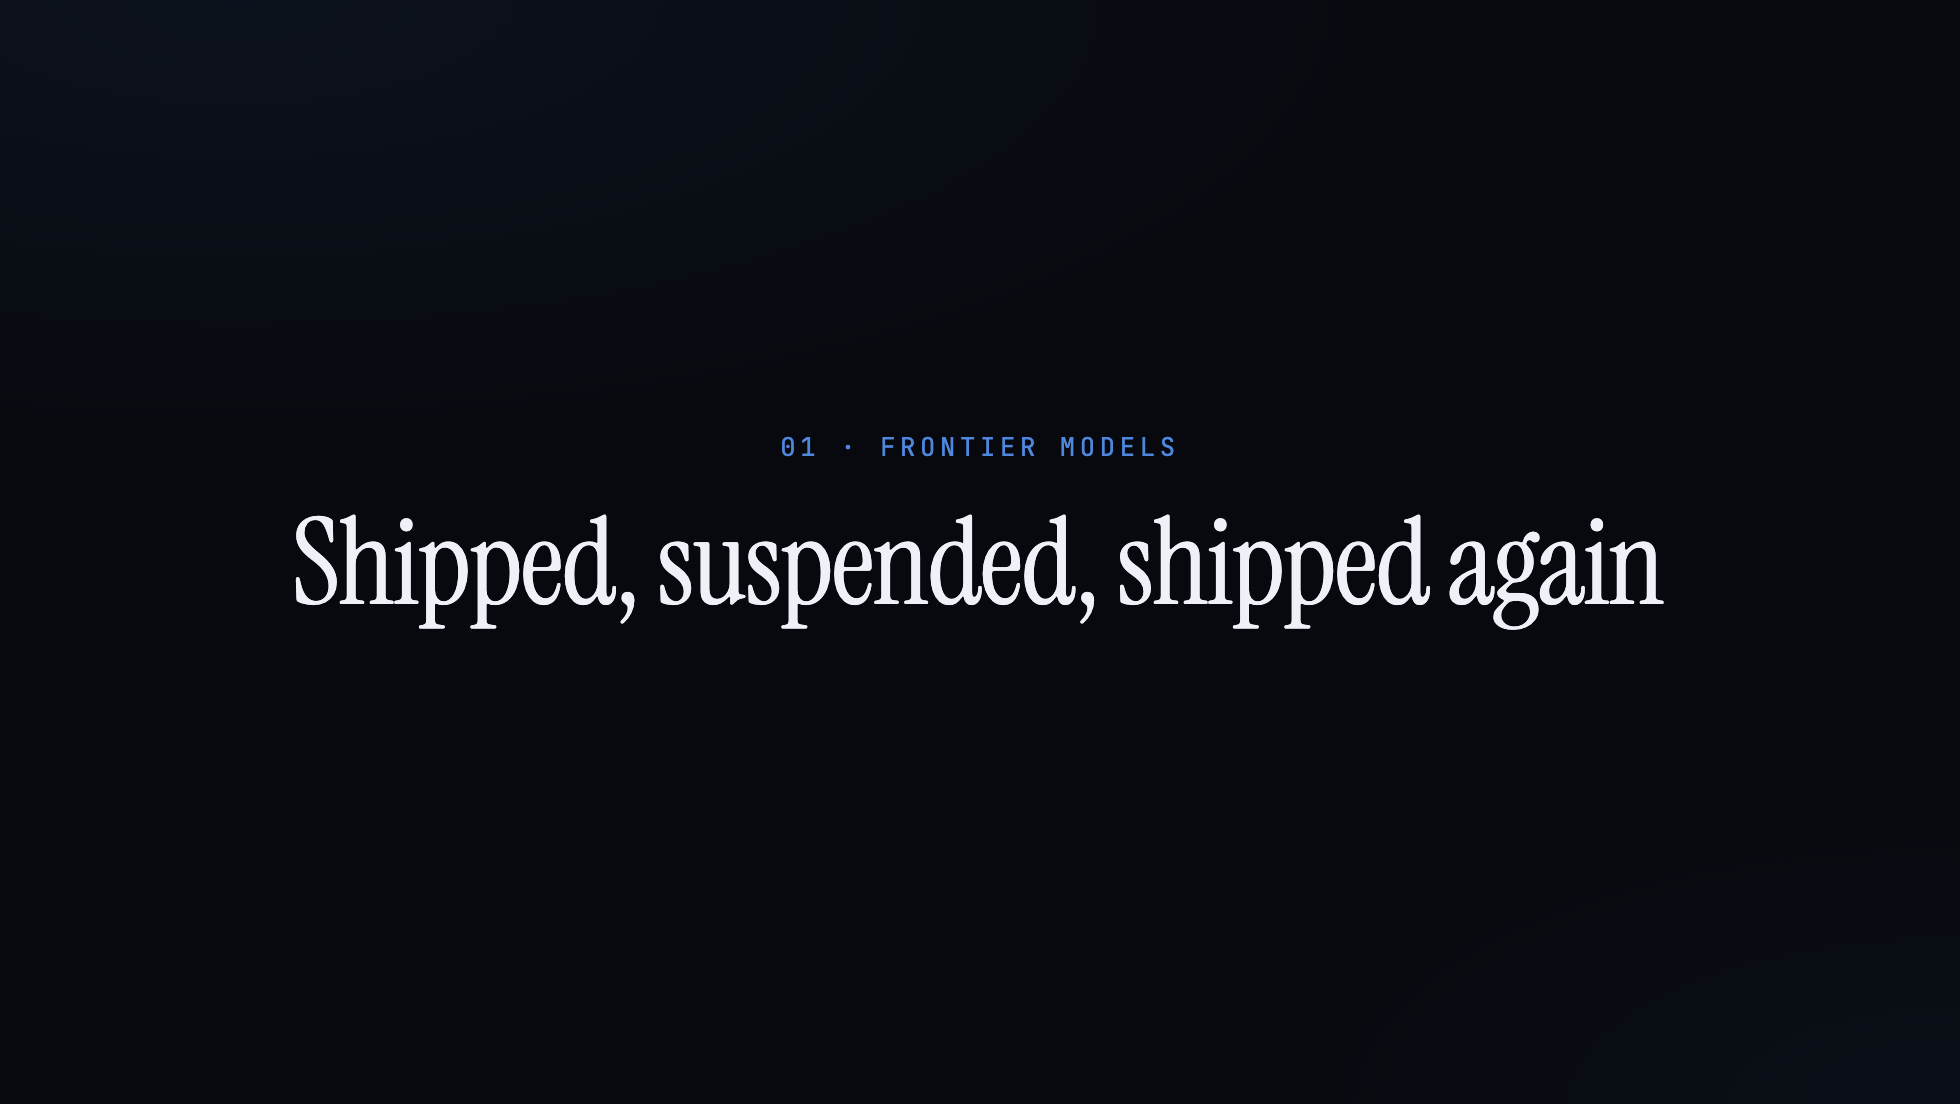 01 · FRONTIER MODELS
Shipped, suspended, shipped again